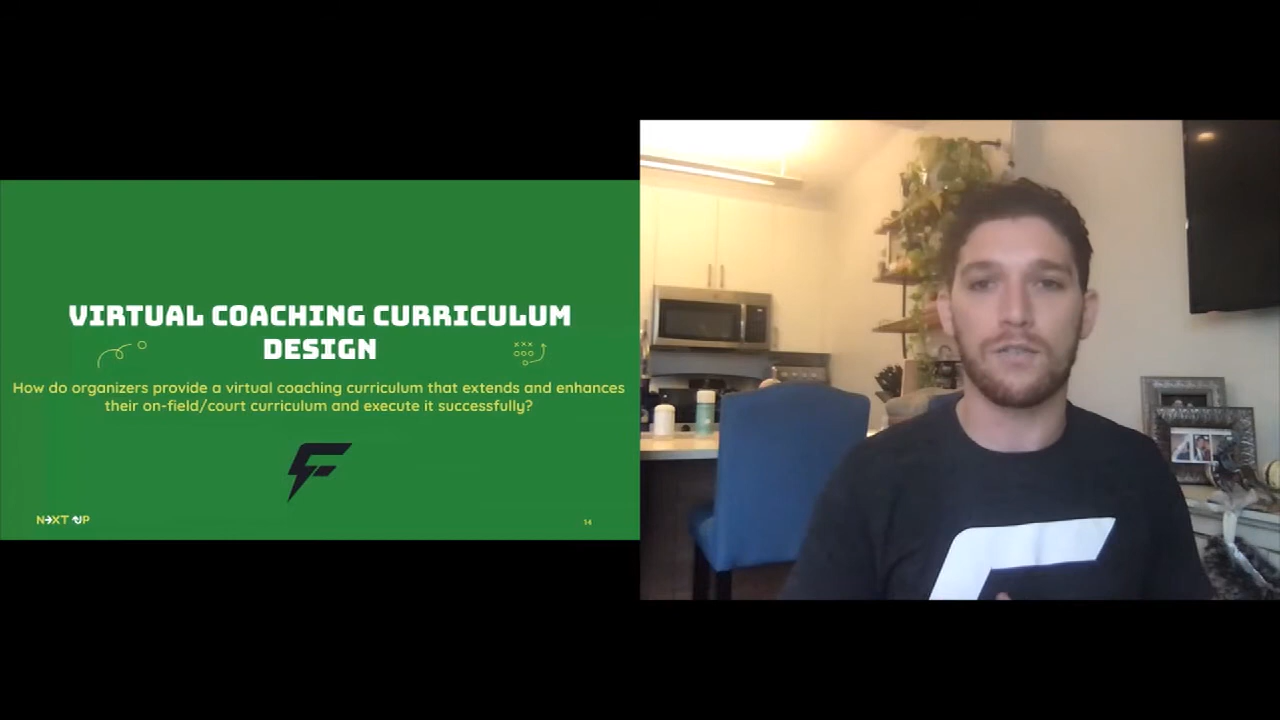 VIRTUAL COACHING CURRICULUM
DESIGN
How do organizers provide a virtual coaching curriculum that extends and enhances
their on-field/court curriculum and execute it successfully?
NEXT UP
14